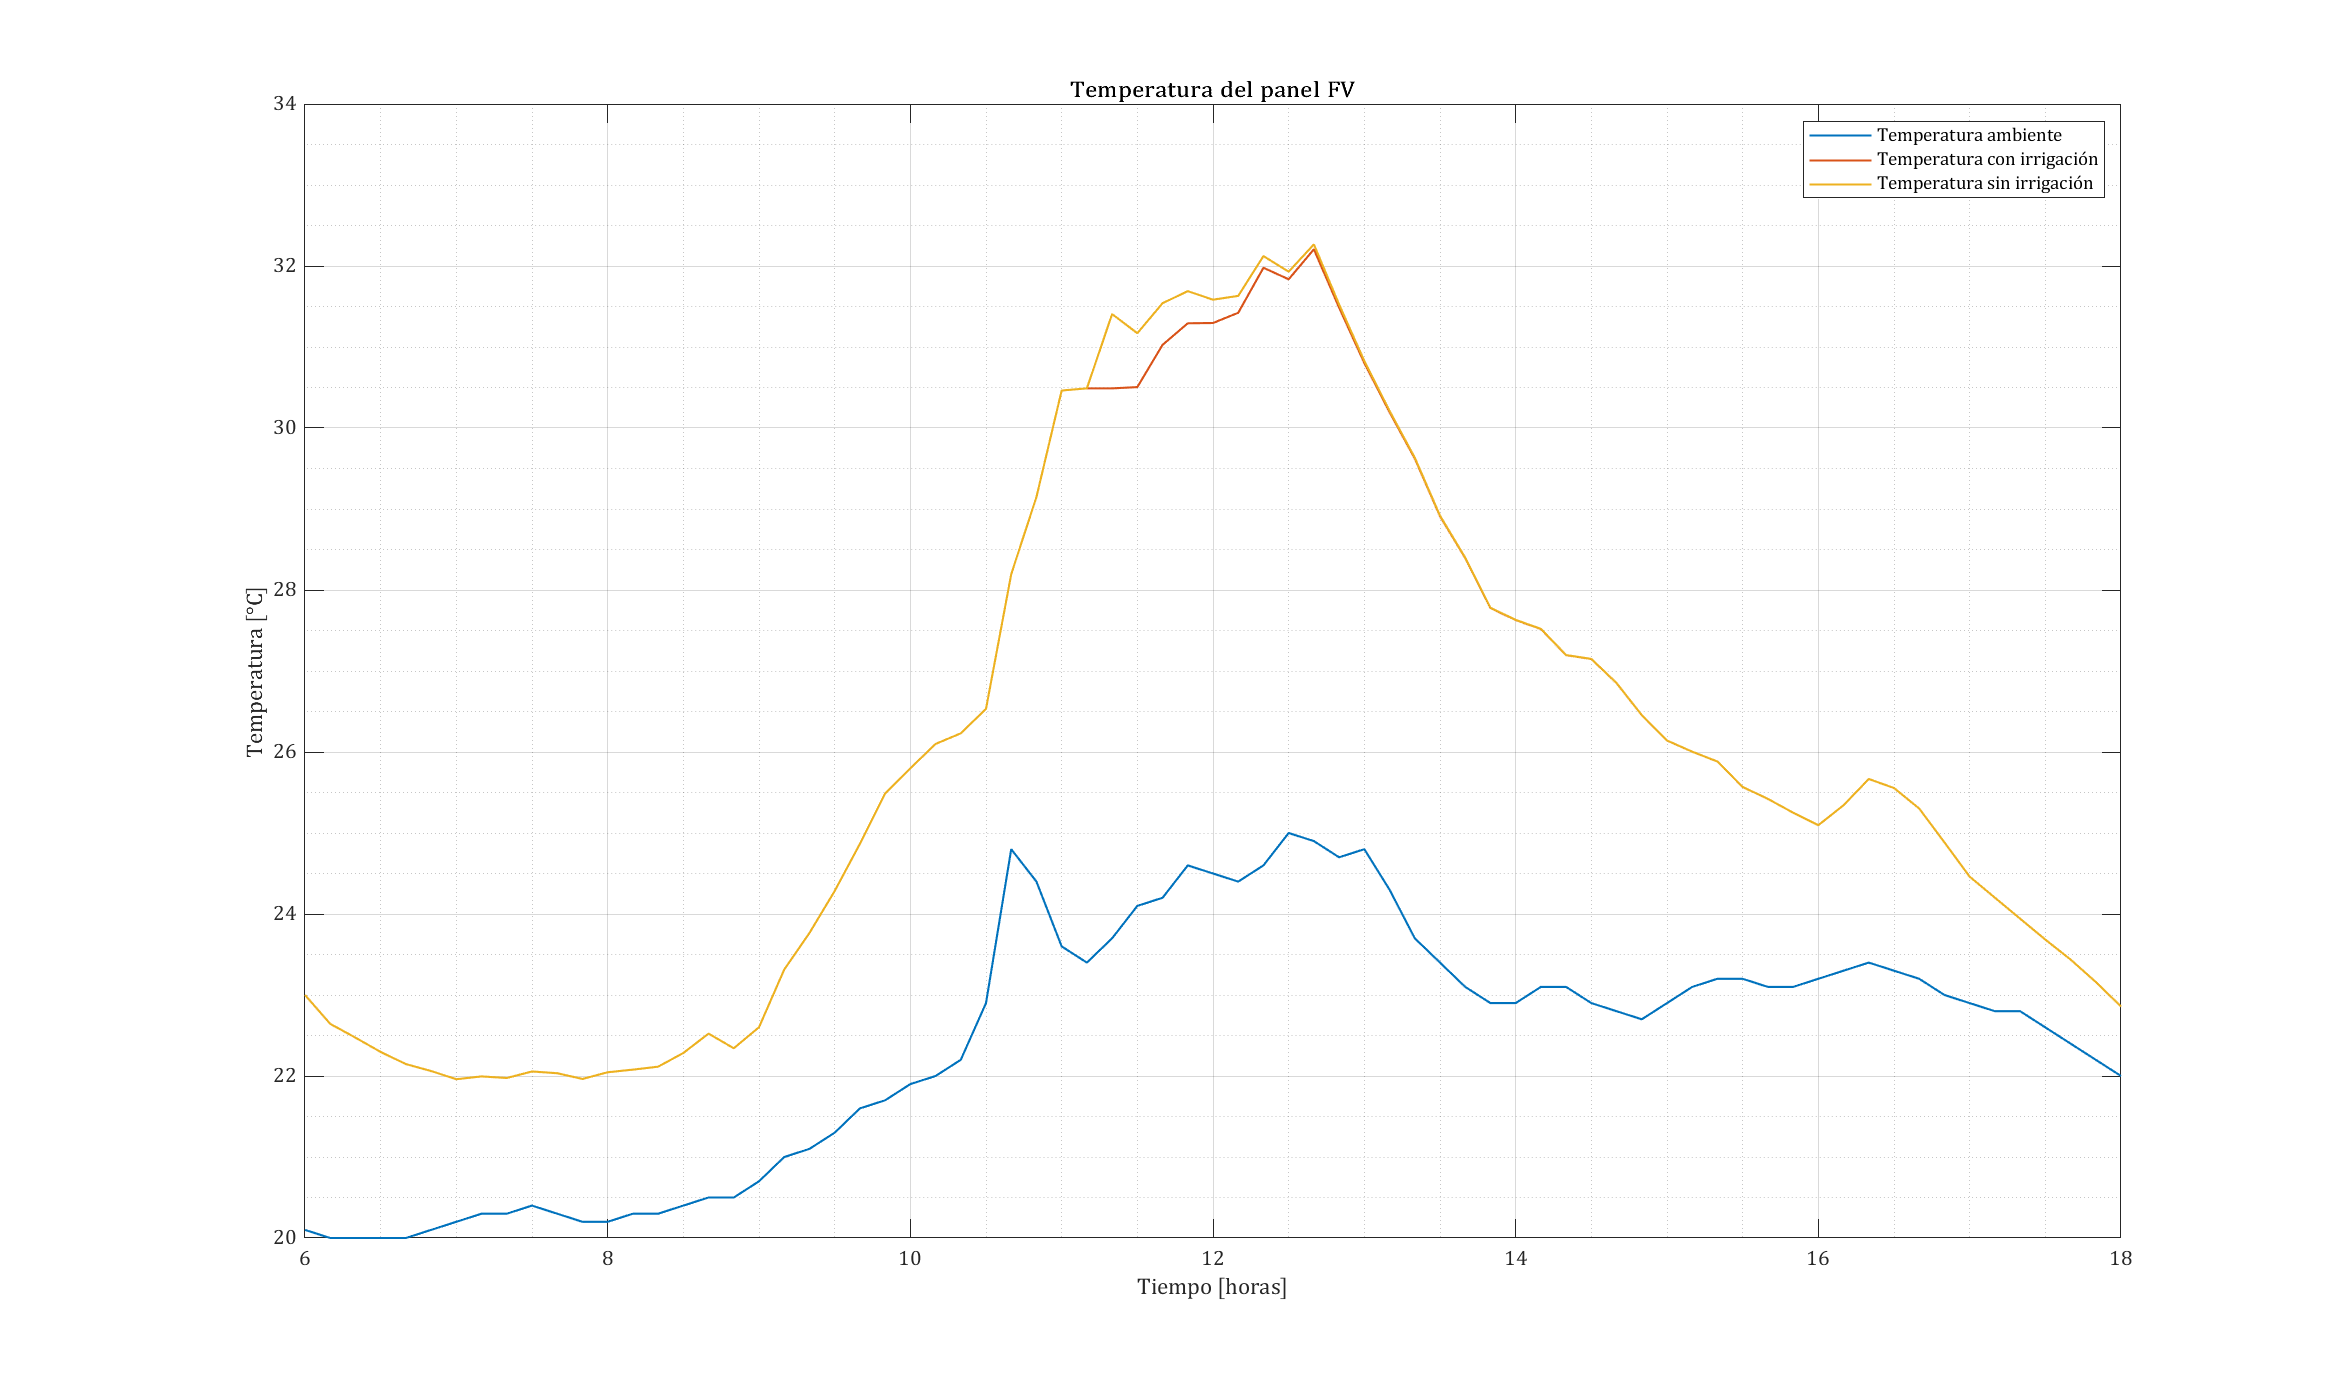 Temperatura del panel FV
34
32
30
28
26
24
22
20
Temperatura [°C]
Temperatura ambiente
Temperatura con irrigación
Temperatura sin irrigación
6 8 10 12 14 16 18
Tiempo [horas]